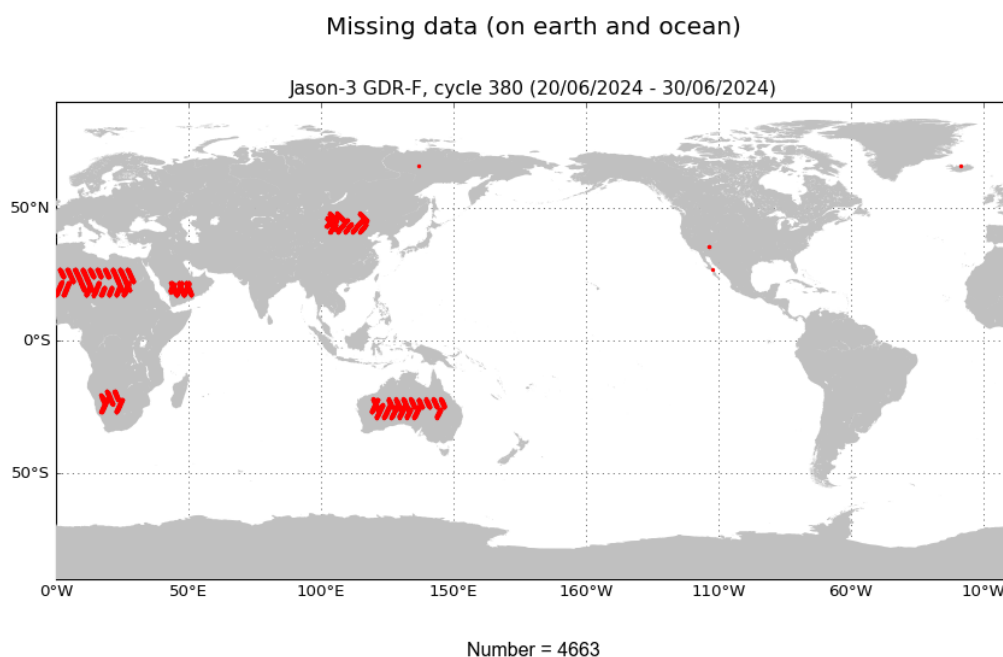 Missing data (on earth and ocean)
Jason-3 GDR-F, cycle 380 (20/06/2024 - 30/06/2024)
50°N
0°S
50°S
0°W 50°E 100°E 150°E 160°W 110°W 60°W 10°W
Number = 4663